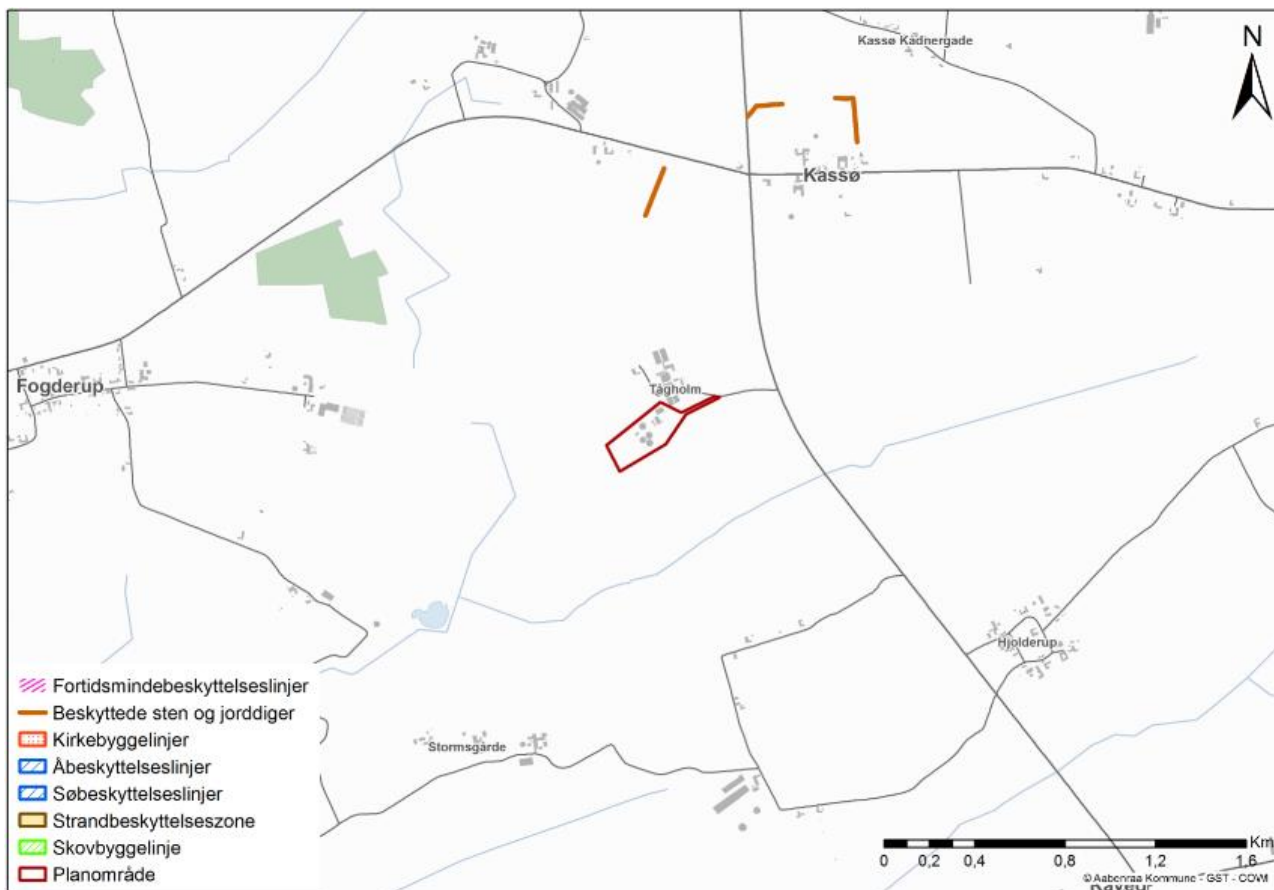 Kassø Kådnergade
N
Kassø
Fogderup
Tågholm
Hjolderup
Stormsgårde
Fortidsmindebeskyttelseslinjer
Beskyttede sten og jorddiger
Kirkebyggelinjer
Åbeskyttelseslinjer
Søbeskyttelseslinjer
Strandbeskyttelseszone
Skovbyggelinje
Planområde
Km
0 0,2 0,4 0,8 1,2 1,6
© Aabenraa Kommune - GST - COWI